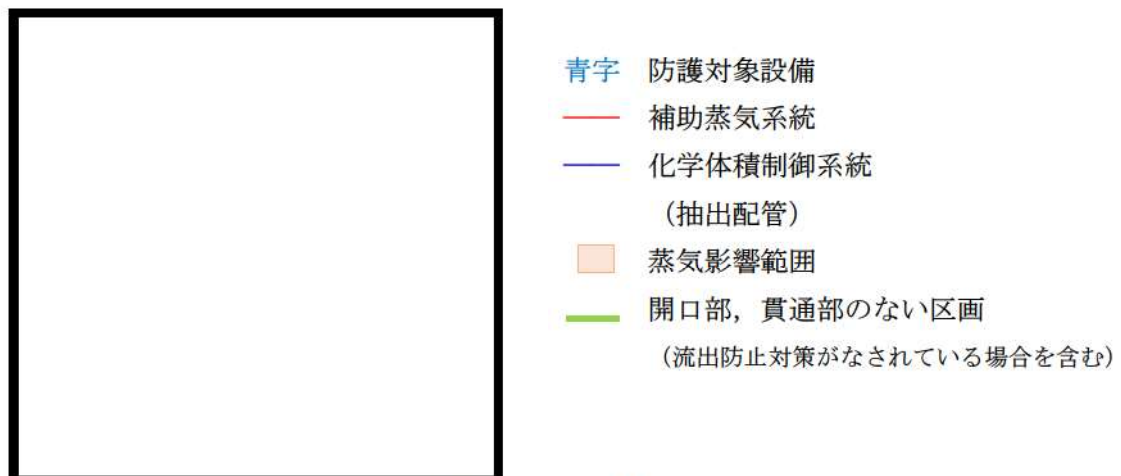 青字 防護対象設備
補助蒸気系統
化学体積制御系統
（抽出配管）
蒸気影響範囲
開口部，貫通部のない区画
（流出防止対策がなされている場合を含む）